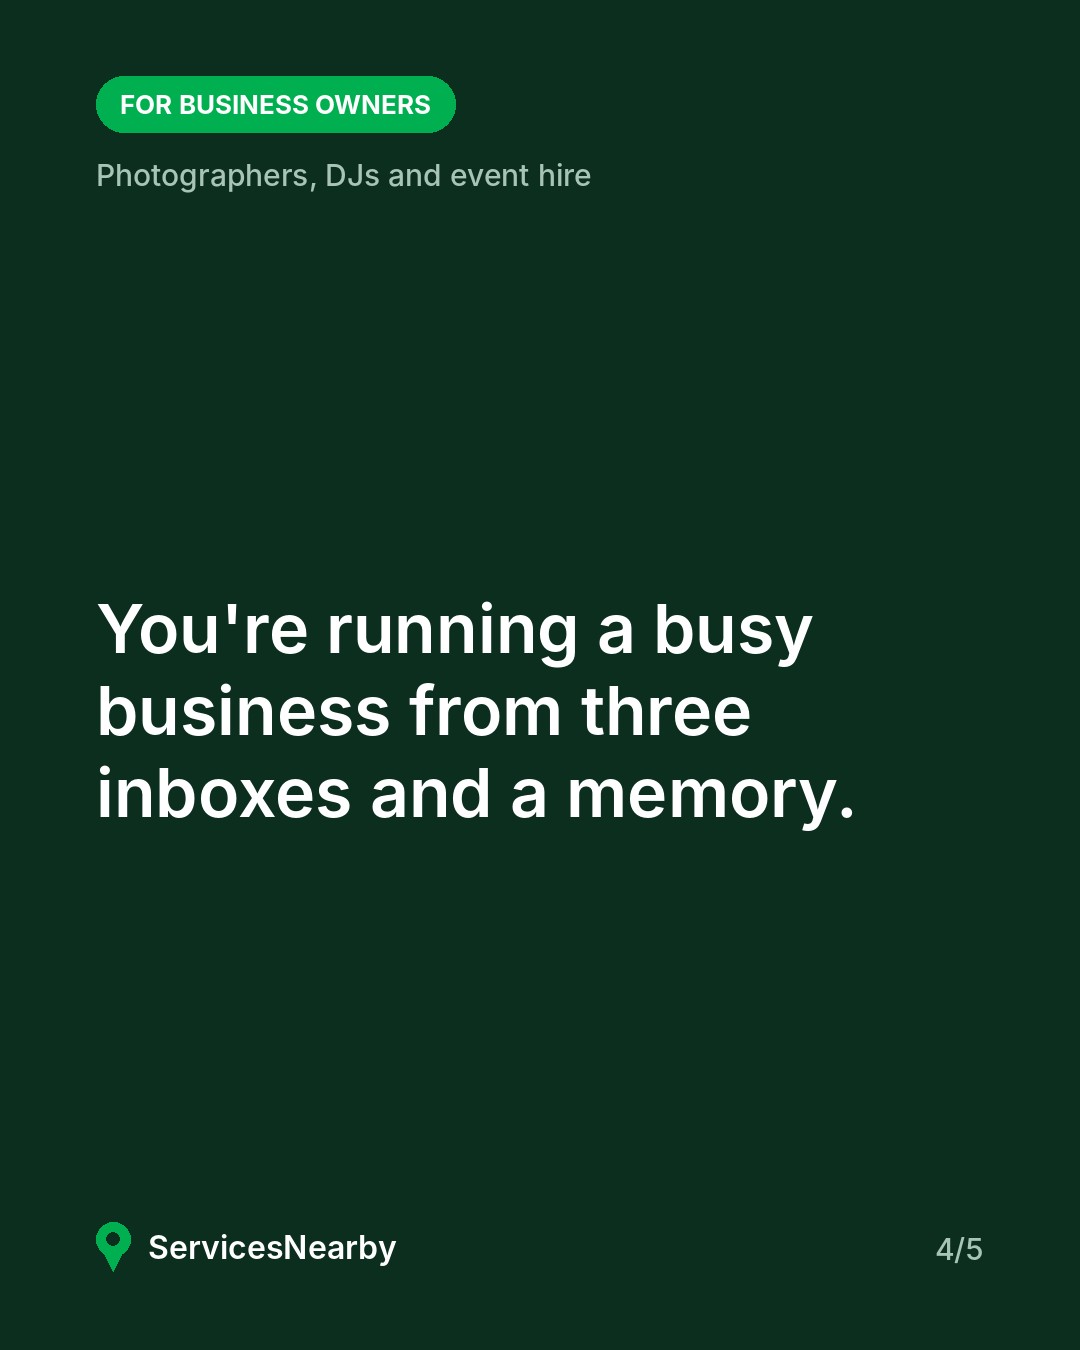 FOR BUSINESS OWNERS
Photographers, DJs and event hire
You're running a busy
business from three
inboxes and a memory.
ServicesNearby
4/5